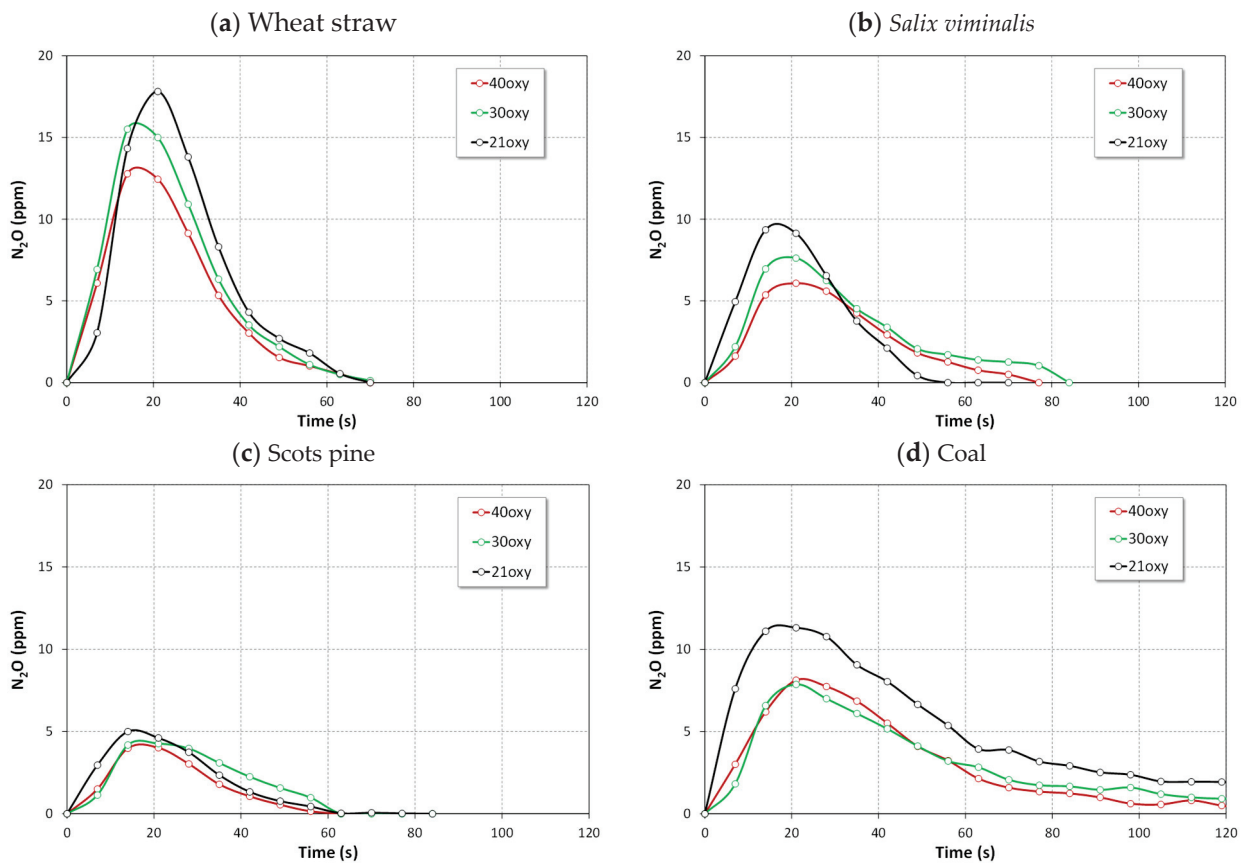 (a) Wheat straw
20
15
10
5
0
N₂O (ppm)
40oxy
30oxy
21oxy
0 20 40 60 80 100 120
Time (s)
(b) Salix viminalis
20
15
10
5
0
N₂O (ppm)
40oxy
30oxy
21oxy
0 20 40 60 80 100 120
Time (s)
(c) Scots pine
20
15
10
5
0
N₂O (ppm)
40oxy
30oxy
21oxy
0 20 40 60 80 100 120
Time (s)
(d) Coal
20
15
10
5
0
N₂O (ppm)
40oxy
30oxy
21oxy
0 20 40 60 80 100 120
Time (s)